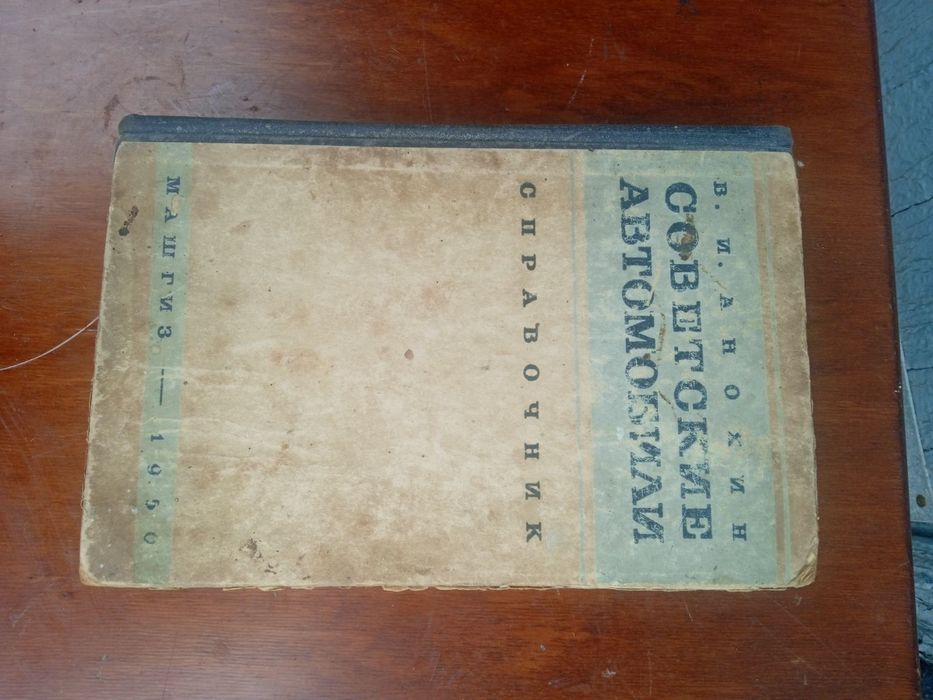 В. И. АНОХИН
СОВЕТСКИЕ
АВТОМОБИЛИ
СПРАВОЧНИК
МАШГИЗ — 1950